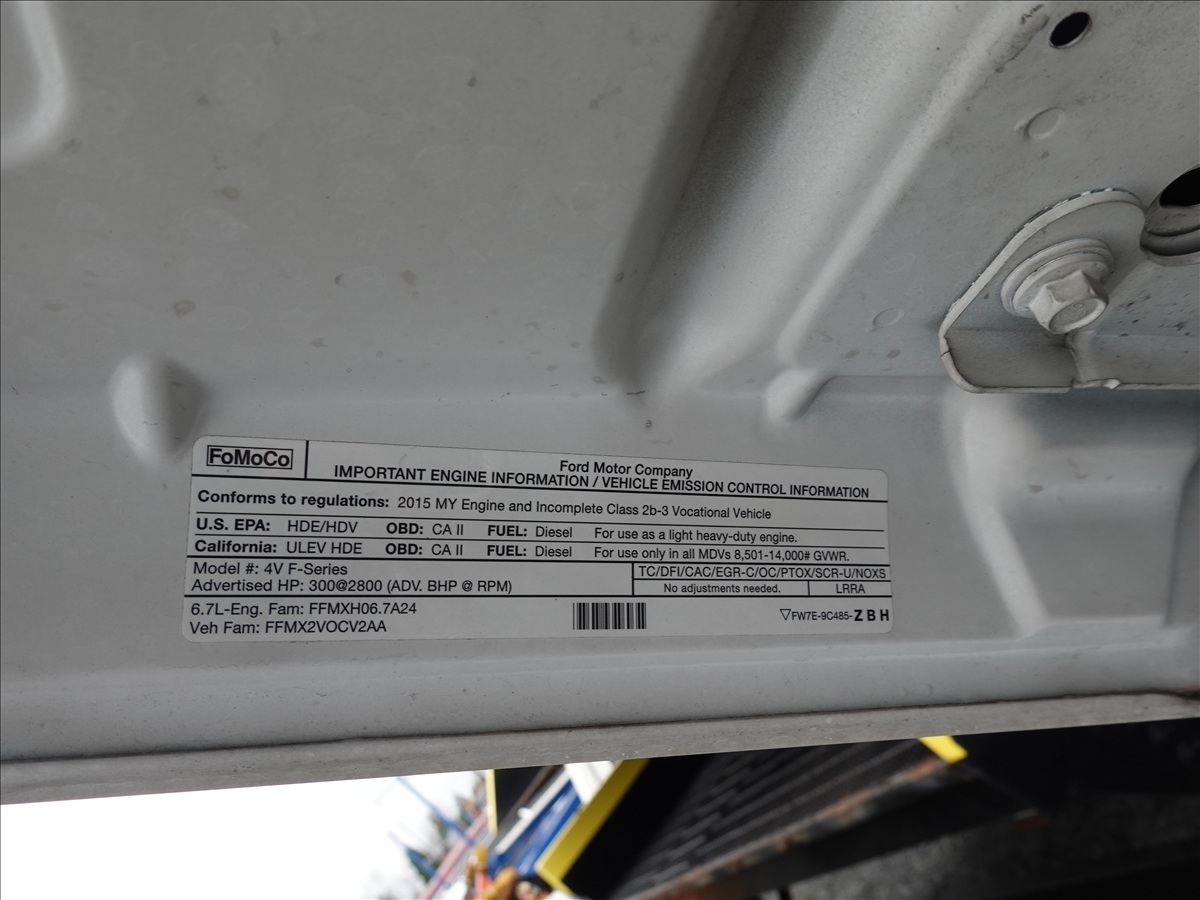 FoMoCo
Ford Motor Company
IMPORTANT ENGINE INFORMATION / VEHICLE EMISSION CONTROL INFORMATION
Conforms to regulations: 2015 MY Engine and Incomplete Class 2b-3 Vocational Vehicle
U.S. EPA: HDE/HDV OBD: CA II FUEL: Diesel For use as a light heavy-duty engine.
California: ULEV HDE OBD: CA II FUEL: Diesel For use only in all MDVs 8,501-14,000# GVWR.
Model #: 4V F-Series
Advertised HP: 300@2800 (ADV. BHP @ RPM)
TC/DFI/CAC/EGR-C/OC/PTOX/SCR-U/NOXS
No adjustments needed. LRRA
6.7L-Eng. Fam: FFMXH06.7A24
Veh Fam: FFMX2VOCV2AA
▽FW7E-9C485-ZBH